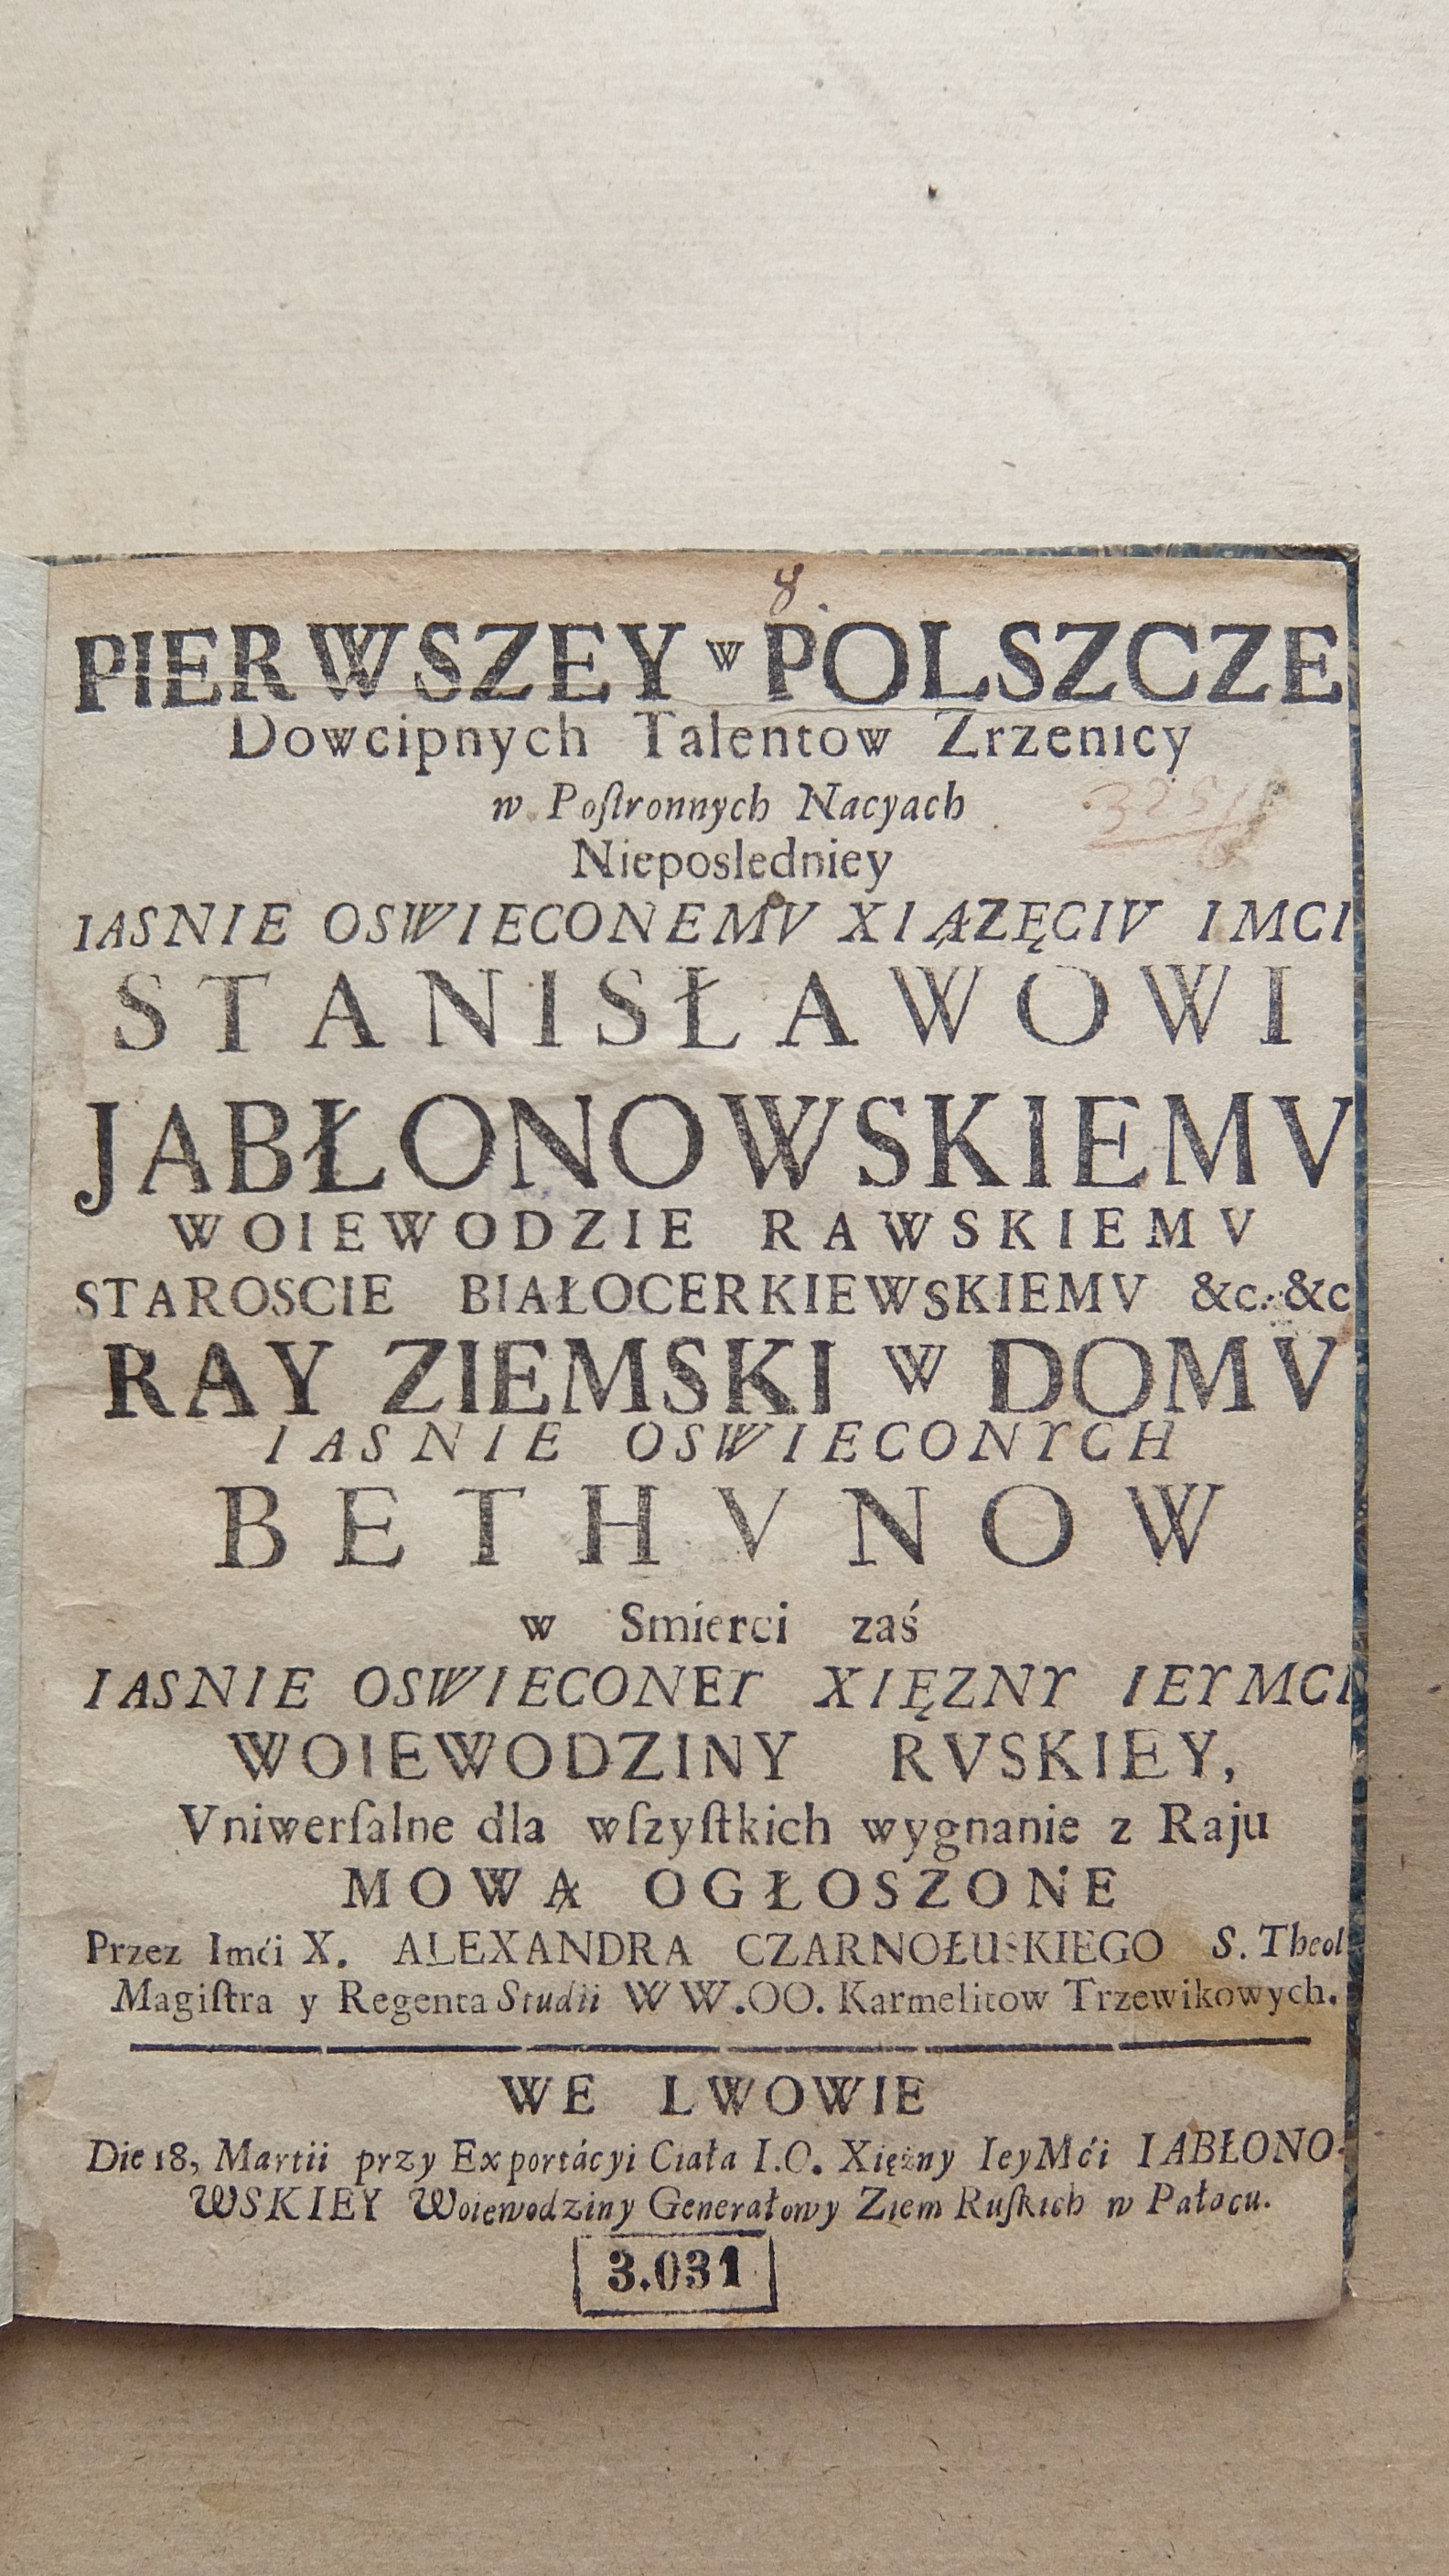 8.
PIERWSZEY w POLSZCZE
Dowcipnych Talentow Zrzenicy
w Poſtronnych Nacyach
Nieposledniey
IASNIE OSWIECONEMV XIĄZĘCIV IMCI
STANISŁAWOWI
JABŁONOWSKIEMV
WOIEWODZIE RAWSKIEMV
STAROSCIE BIAŁOCERKIEWSKIEMV &c. &c
RAY ZIEMSKI w DOMV
IASNIE OSWIECONYCH
BETHVNOW
w Smierci zaś
IASNIE OSWIECONEY XIĘZNY IEYMCI
WOIEWODZINY RVSKIEY,
Vniwerſalne dla wſzyſtkich wygnanie z Raju
MOWĄ OGŁOSZONE
Przez Imći X. ALEXANDRA CZARNOŁUSKIEGO S. Theol
Magiſtra y Regenta Studii WW.OO. Karmelitow Trzewikowych.
WE LWOWIE
Die 18, Martii przy Exportácyi Ciała I.O. Xiężny IeyMći IABŁONO-
WSKIEY Woiewodziny Generałowy Ziem Ruſkich w Pałacu.
3.031